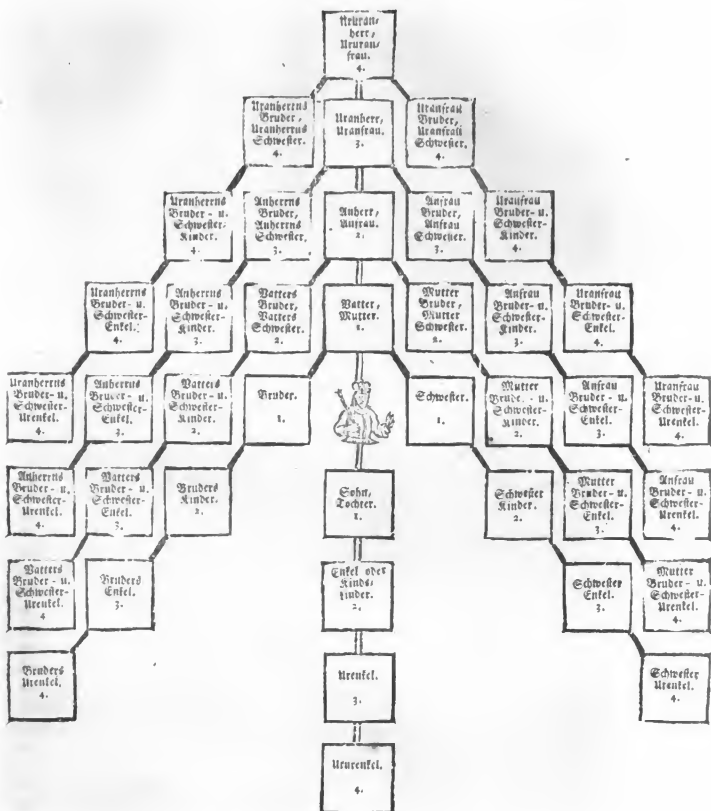 Ururan-
herr,
Ururan-
frau.
4.
Uranherrns
Bruder,
Uranherrns
Schwester.
4.
Uranherr,
Uranfrau.
3.
Uranfrau
Bruder,
Uranfrau
Schwester.
4.
Uranherrns
Bruder- u.
Schwester-
Kinder.
4.
Anherrns
Bruder,
Anherrns
Schwester.
3.
Anherr,
Anfrau.
2.
Anfrau
Bruder,
Anfrau
Schwester.
3.
Uranfrau
Bruder- u.
Schwester-
Kinder.
4.
Uranherrns
Bruder- u.
Schwester-
Enkel.
4.
Anherrns
Bruder- u.
Schwester-
Kinder.
3.
Vatters
Bruder,
Vatters
Schwester.
2.
Vatter,
Mutter.
1.
Mutter
Bruder,
Mutter
Schwester.
2.
Anfrau
Bruder- u.
Schwester-
Kinder.
3.
Uranfrau
Bruder- u.
Schwester-
Enkel.
4.
Uranherrns
Bruder- u.
Schwester-
Urenkel.
4.
Anherrns
Bruder- u.
Schwester-
Enkel.
3.
Vatters
Bruder- u.
Schwester-
Kinder.
2.
Bruder.
1.
Schwester.
1.
Mutter
Bruder- u.
Schwester-
Kinder.
2.
Anfrau
Bruder- u.
Schwester-
Enkel.
3.
Uranfrau
Bruder- u.
Schwester-
Urenkel.
4.
Anherrns
Bruder- u.
Schwester-
Urenkel.
4.
Vatters
Bruder- u.
Schwester-
Enkel.
3.
Bruders
Kinder.
2.
Sohn,
Tochter.
1.
Schwester
Kinder.
2.
Mutter
Bruder- u.
Schwester-
Enkel.
3.
Anfrau
Bruder- u.
Schwester-
Urenkel.
4.
Vatters
Bruder- u.
Schwester-
Urenkel.
4
Bruders
Enkel.
3.
Enkel oder
Kinds-
kinder.
2.
Schwester
Enkel.
3.
Mutter
Bruder- u.
Schwester-
Urenkel.
4.
Bruders
Urenkel.
4.
Urenkel.
3.
Schwester
Urenkel.
4.
Ururenkel.
4.